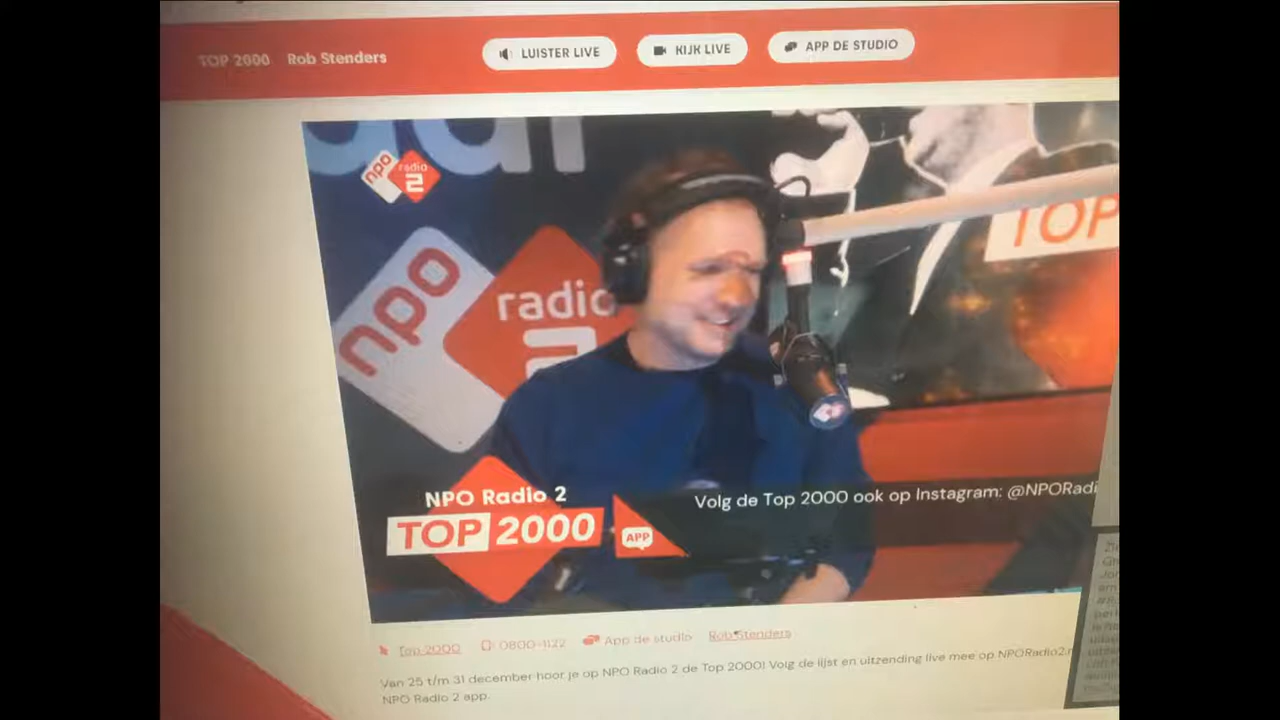 TOP 2000 Rob Stenders LUISTER LIVE KIJK LIVE APP DE STUDIO
npo radio 2
npo radio 2
TOP
NPO Radio 2
TOP 2000 APP
Volg de Top 2000 ook op Instagram: @NPORadi
Top 2000 0800-1122 App de studio Rob Stenders
Van 25 t/m 31 december hoor je op NPO Radio 2 de Top 2000! Volg de lijst en uitzending live mee op NPORadio2.n
NPO Radio 2 app.